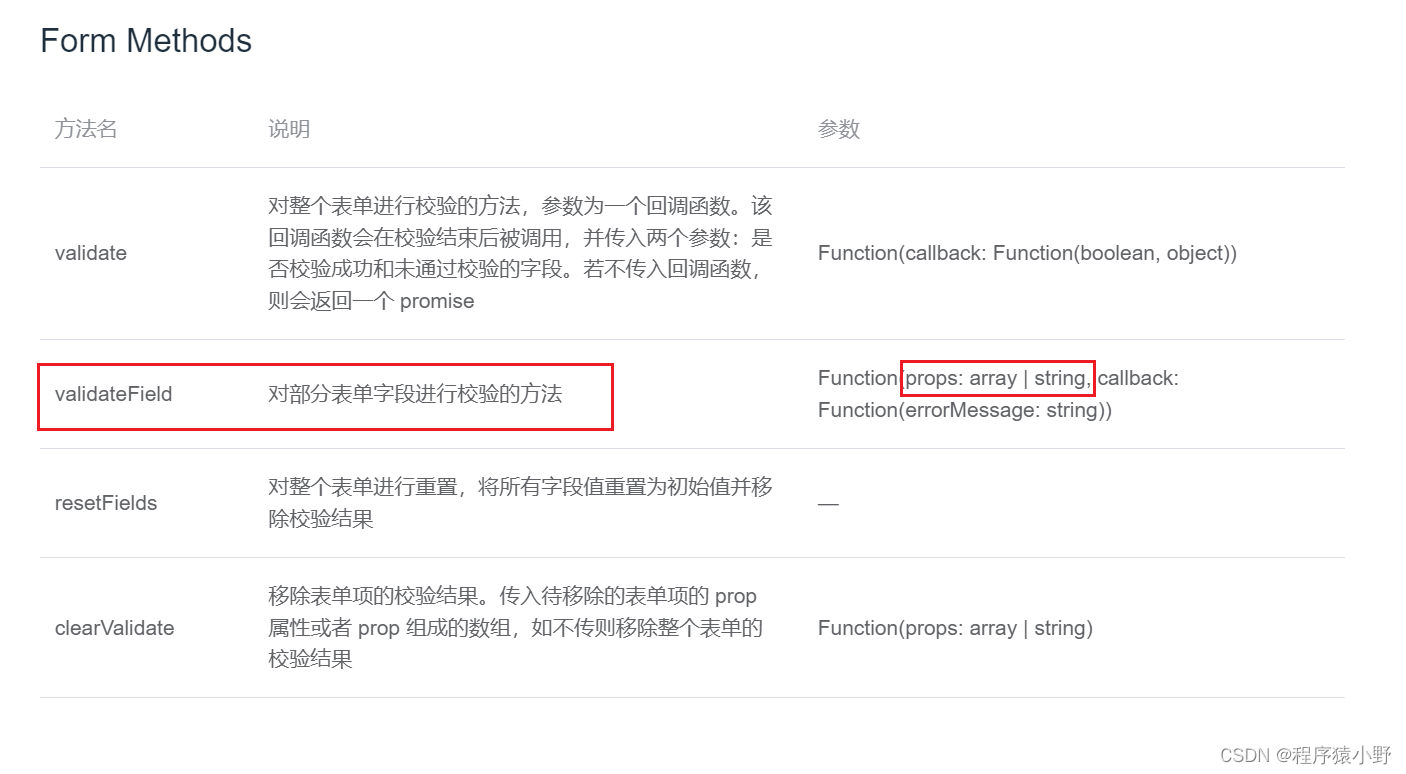 Form Methods
方法名
说明
参数
validate
对整个表单进行校验的方法，参数为一个回调函数。该
回调函数会在校验结束后被调用，并传入两个参数：是
否校验成功和未通过校验的字段。若不传入回调函数，
则会返回一个 promise
Function(callback: Function(boolean, object))
validateField
对部分表单字段进行校验的方法
Function(props: array | string, callback:
Function(errorMessage: string))
resetFields
对整个表单进行重置，将所有字段值重置为初始值并移
除校验结果
—
clearValidate
移除表单项的校验结果。传入待移除的表单项的 prop
属性或者 prop 组成的数组，如不传则移除整个表单的
校验结果
Function(props: array | string)
CSDN @程序猿小野